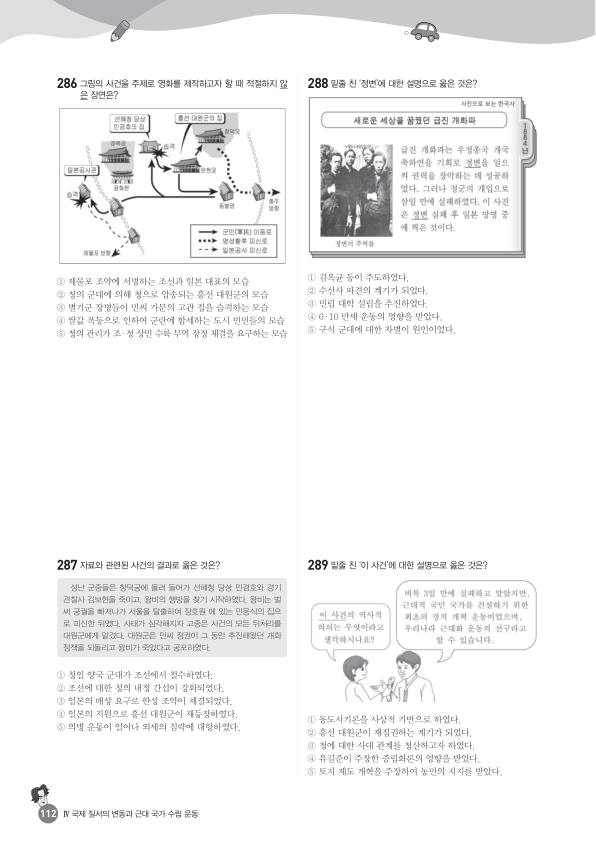 286 그림의 사건을 주제로 영화를 제작하고자 할 때 적절하지 않
은 장면은?
선혜청 당상
민겸호의 집
흥선 대원군의 집
습격
경복궁
창덕궁
일본공사관
광화문
운현궁
습격
동별영
충주
방향
제물포 방향
군민(軍民) 이동로
명성황후 피신로
일본공사 피신로
① 제물포 조약에 서명하는 조선과 일본 대표의 모습
② 청의 군대에 의해 청으로 압송되는 흥선 대원군의 모습
③ 별기군 장병들이 민씨 가문의 고관 집을 습격하는 모습
④ 쌀값 폭등으로 인하여 군란에 합세하는 도시 빈민들의 모습
⑤ 청의 관리가 조·청 상민 수륙 무역 장정 체결을 요구하는 모습
287 자료와 관련된 사건의 결과로 옳은 것은?
성난 군중들은 창덕궁에 몰려 들어가 선혜청 당상 민겸호와 경기
관찰사 김보현을 죽이고, 왕비의 행방을 찾기 시작하였다. 왕비는 벌
써 궁궐을 빠져나가 서울을 탈출하여 장호원 에 있는 민응식의 집으
로 피신한 뒤였다. 사태가 심각해지자 고종은 사건의 모든 뒤처리를
대원군에게 맡겼다. 대원군은 민씨 정권이 그 동안 추진해왔던 개화
정책을 되돌리고 왕비가 죽었다고 공포하였다.
① 청일 양국 군대가 조선에서 철수하였다.
② 조선에 대한 청의 내정 간섭이 강화되었다.
③ 일본의 배상 요구로 한성 조약이 체결되었다.
④ 일본의 지원으로 흥선 대원군이 재등장하였다.
⑤ 의병 운동이 일어나 외세의 침략에 대항하였다.
288 밑줄 친 '정변'에 대한 설명으로 옳은 것은?
사진으로 보는 한국사
새로운 세상을 꿈꿨던 급진 개화파
1884년
급진 개화파는 우정총국 개국
축하연을 기회로 정변을 일으
켜 권력을 장악하는 데 성공하
였다. 그러나 청군의 개입으로
삼일 만에 실패하였다. 이 사진
은 정변 실패 후 일본 망명 중
에 찍은 것이다.
정변의 주역들
① 김옥균 등이 주도하였다.
② 수신사 파견의 계기가 되었다.
③ 민립 대학 설립을 추진하였다.
④ 6·10 만세 운동의 영향을 받았다.
⑤ 구식 군대에 대한 차별이 원인이었다.
289 밑줄 친 '이 사건'에 대한 설명으로 옳은 것은?
이 사건의 역사적
의의는 무엇이라고
생각하시나요?
비록 3일 만에 실패하고 말았지만,
근대적 국민 국가를 건설하기 위한
최초의 정치 개혁 운동이었으며,
우리나라 근대화 운동의 선구라고
할 수 있습니다.
① 동도서기론을 사상적 기반으로 하였다.
② 흥선 대원군이 재집권하는 계기가 되었다.
③ 청에 대한 사대 관계를 청산하고자 하였다.
④ 유길준이 주장한 중립화론의 영향을 받았다.
⑤ 토지 제도 개혁을 주장하여 농민의 지지를 받았다.
112 Ⅳ 국제 질서의 변동과 근대 국가 수립 운동